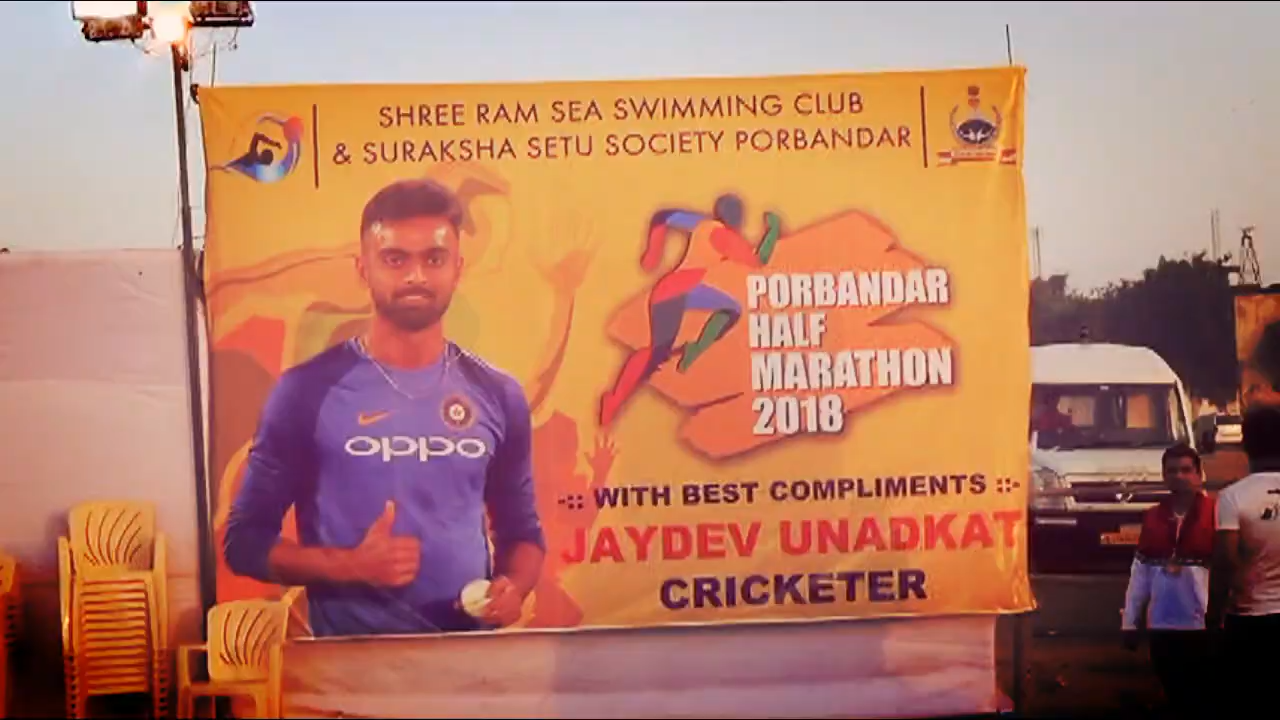 SHREE RAM SEA SWIMMING CLUB
& SURAKSHA SETU SOCIETY PORBANDAR
PORBANDAR
HALF
MARATHON
2018
oppo
-:: WITH BEST COMPLIMENTS ::-
JAYDEV UNADKAT
CRICKETER